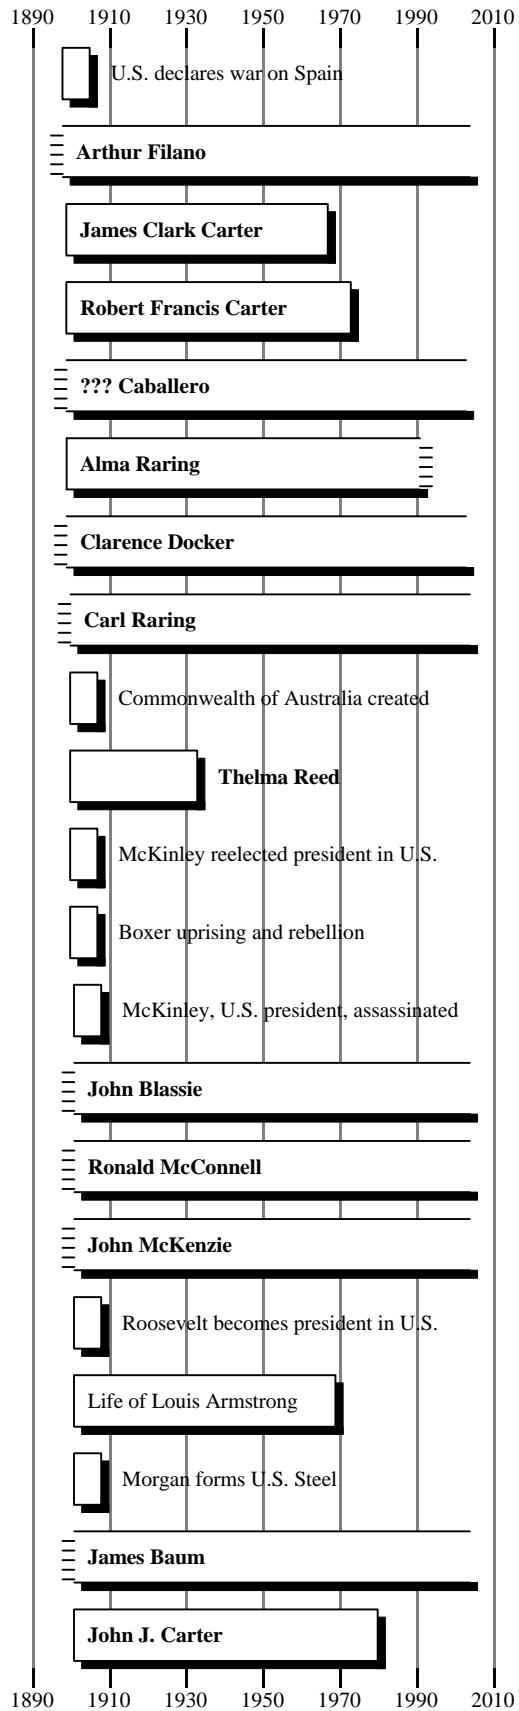 1890 1910 1930 1950 1970 1990 2010
U.S. declares war on Spain
Arthur Filano
James Clark Carter
Robert Francis Carter
??? Caballero
Alma Raring
Clarence Docker
Carl Raring
Commonwealth of Australia created
Thelma Reed
McKinley reelected president in U.S.
Boxer uprising and rebellion
McKinley, U.S. president, assassinated
John Blassie
Ronald McConnell
John McKenzie
Roosevelt becomes president in U.S.
Life of Louis Armstrong
Morgan forms U.S. Steel
James Baum
John J. Carter
1890 1910 1930 1950 1970 1990 2010